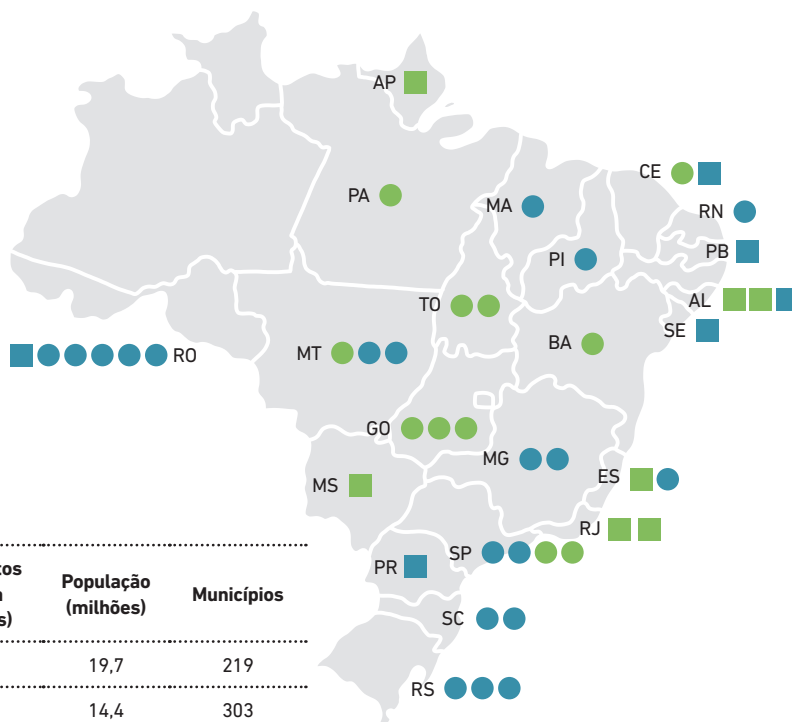 AP
CE
PA
MA
RN
PB
PI
TO
AL
SE
BA
RO
MT
GO
MG
ES
MS
RJ
SP
PR
SC
RS
População
(milhões)
Municípios
19,7
219
14,4
303